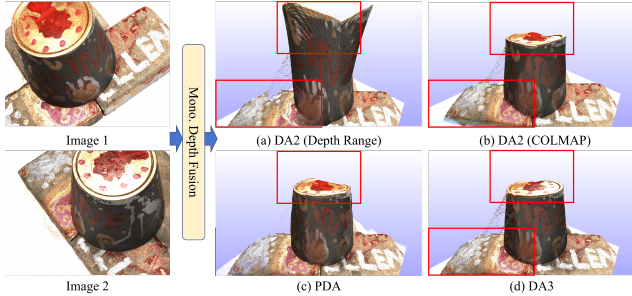 Image 1
Image 2
Mono. Depth Fusion
(a) DA2 (Depth Range)
(b) DA2 (COLMAP)
(c) PDA
(d) DA3